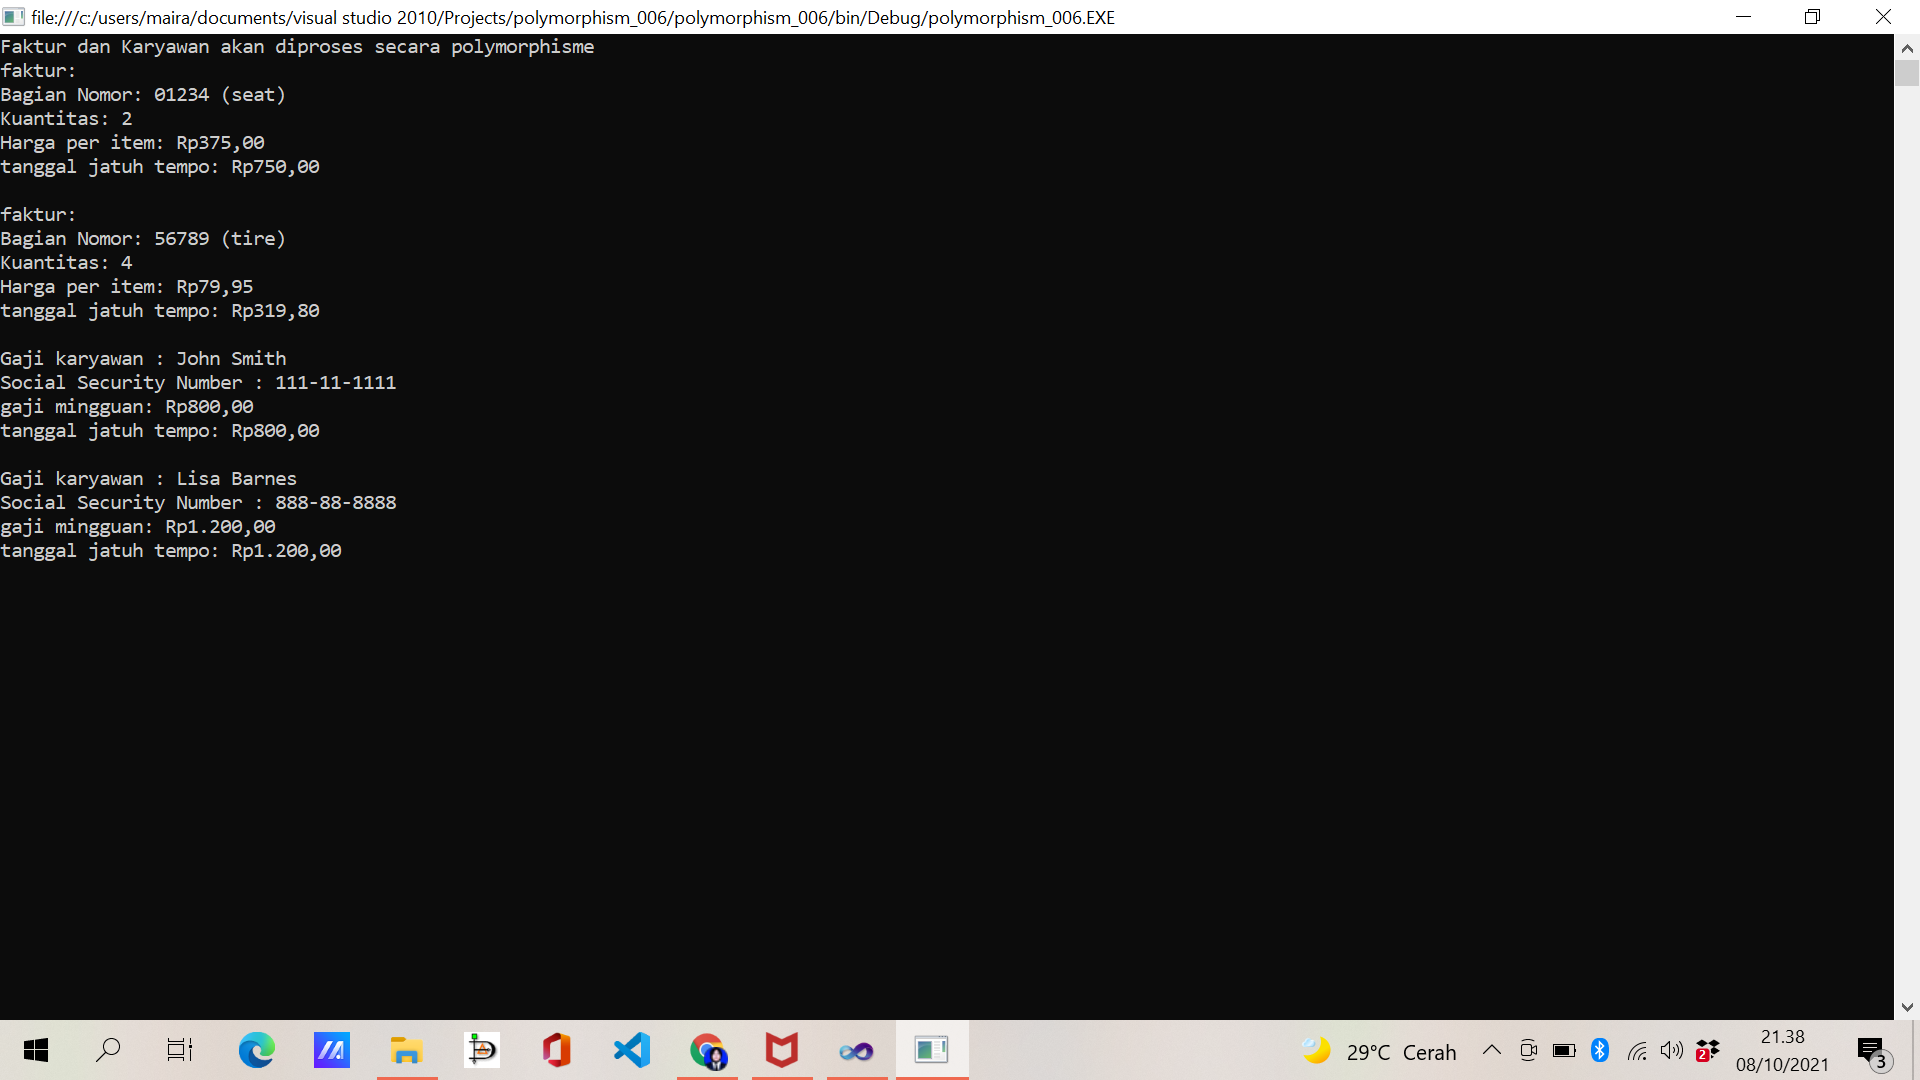 file:///c:/users/maira/documents/visual studio 2010/Projects/polymorphism_006/polymorphism_006/bin/Debug/polymorphism_006.EXE
Faktur dan Karyawan akan diproses secara polymorphisme
faktur:
Bagian Nomor: 01234 (seat)
Kuantitas: 2
Harga per item: Rp375,00
tanggal jatuh tempo: Rp750,00
faktur:
Bagian Nomor: 56789 (tire)
Kuantitas: 4
Harga per item: Rp79,95
tanggal jatuh tempo: Rp319,80
Gaji karyawan : John Smith
Social Security Number : 111-11-1111
gaji mingguan: Rp800,00
tanggal jatuh tempo: Rp800,00
Gaji karyawan : Lisa Barnes
Social Security Number : 888-88-8888
gaji mingguan: Rp1.200,00
tanggal jatuh tempo: Rp1.200,00
29°C Cerah
2
21.38
08/10/2021
3